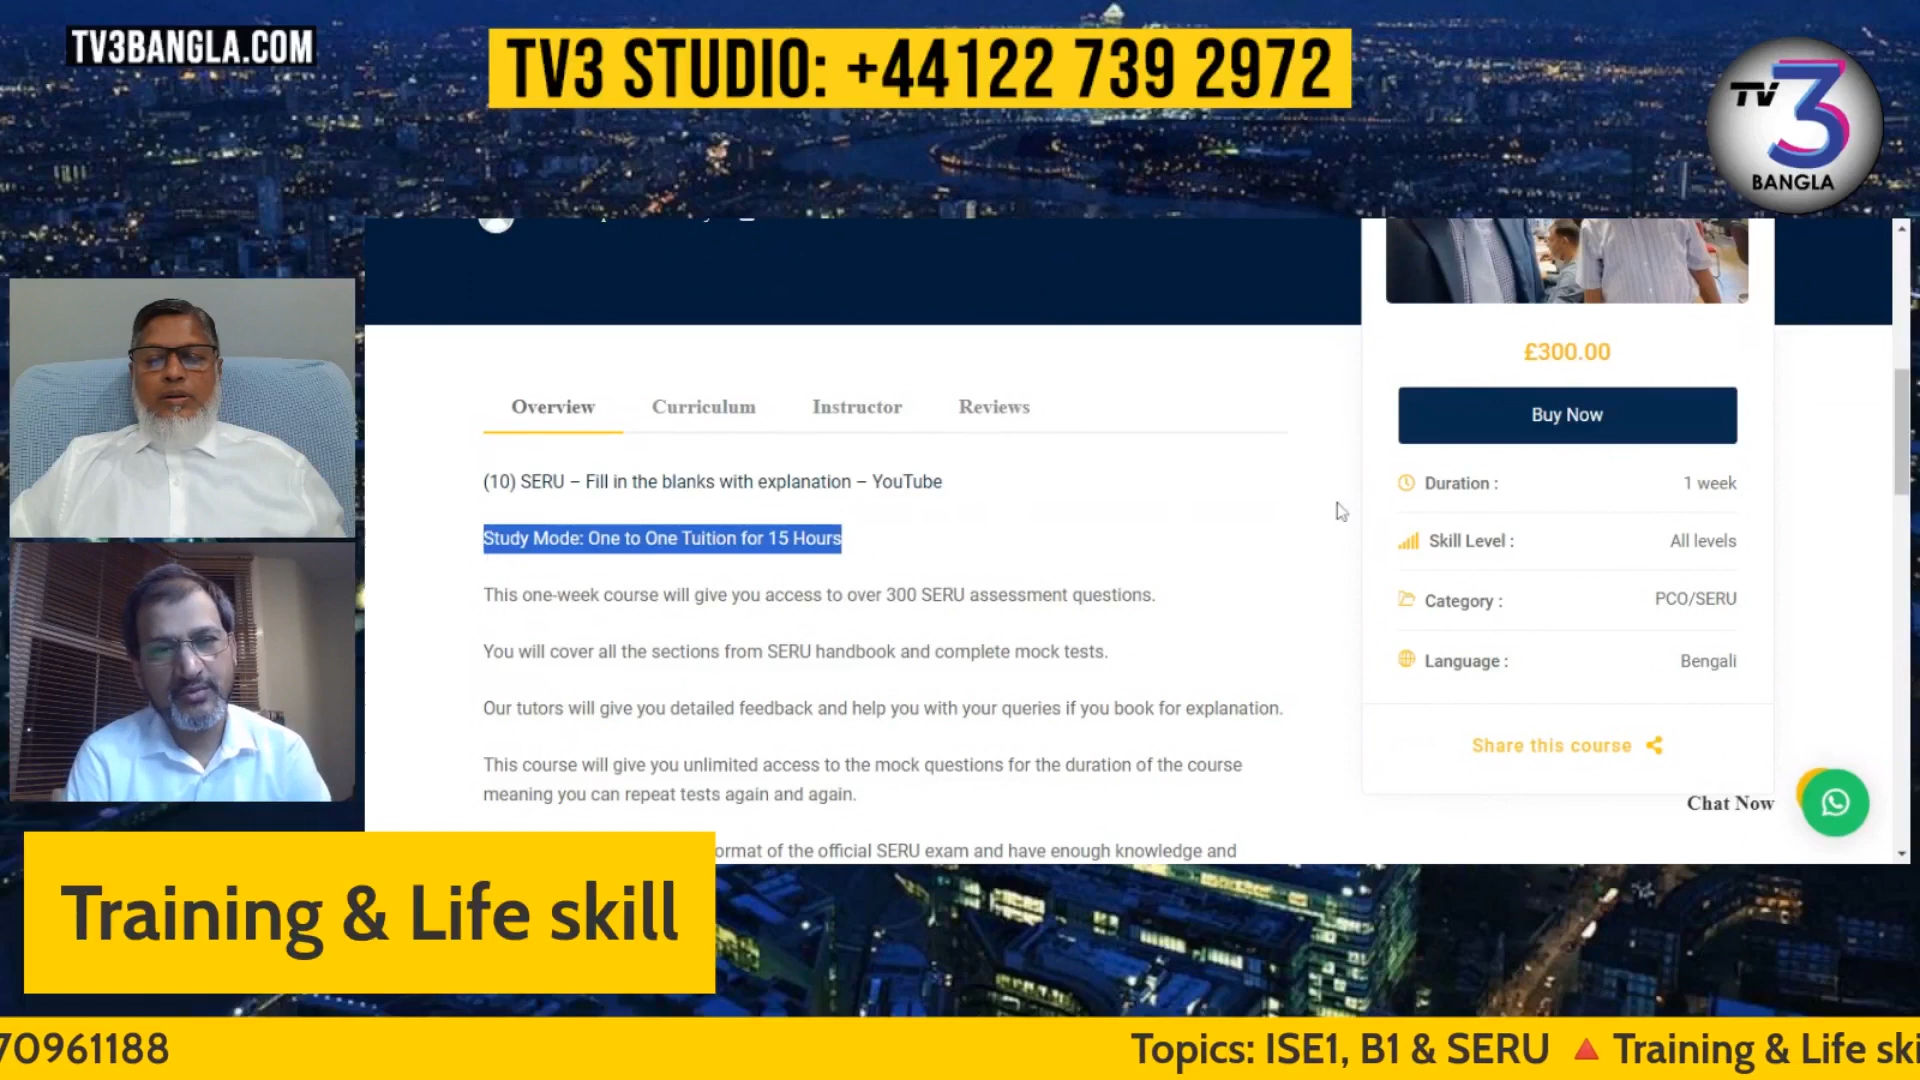 TV3BANGLA.COM
TV3 STUDIO: +44122 739 2972
TV 3
BANGLA
£300.00
Buy Now
Overview
Curriculum
Instructor
Reviews
(10) SERU – Fill in the blanks with explanation – YouTube
Study Mode: One to One Tuition for 15 Hours
This one-week course will give you access to over 300 SERU assessment questions.
You will cover all the sections from SERU handbook and complete mock tests.
Our tutors will give you detailed feedback and help you with your queries if you book for explanation.
This course will give you unlimited access to the mock questions for the duration of the course
meaning you can repeat tests again and again.
ormat of the official SERU exam and have enough knowledge and
Duration : 1 week
Skill Level : All levels
Category : PCO/SERU
Language : Bengali
Share this course
Chat Now
Training & Life skill
70961188
Topics: ISE1, B1 & SERU 🔺 Training & Life ski